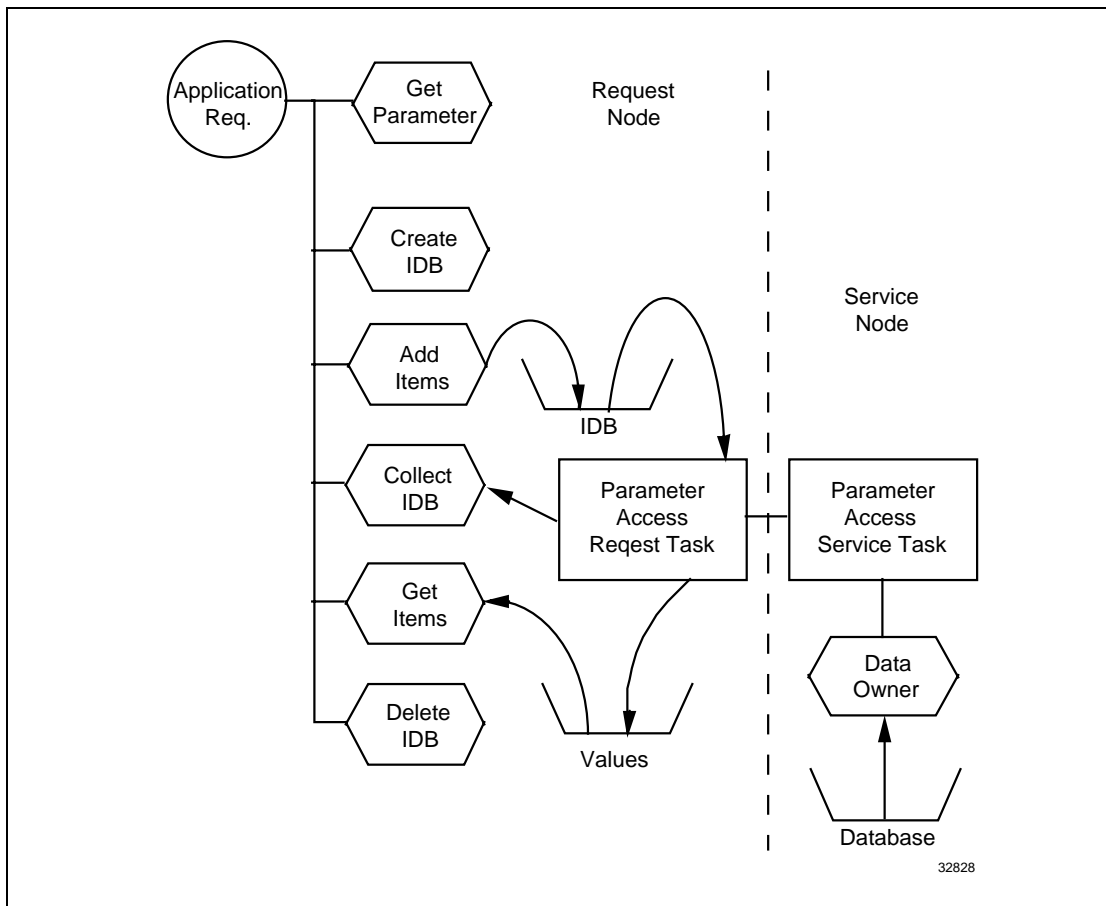 Application
Req.
Get
Parameter
Request
Node
Create
IDB
Service
Node
Add
Items
IDB
Collect
IDB
Parameter
Access
Reqest Task
Parameter
Access
Service Task
Get
Items
Data
Owner
Delete
IDB
Values
Database
32828